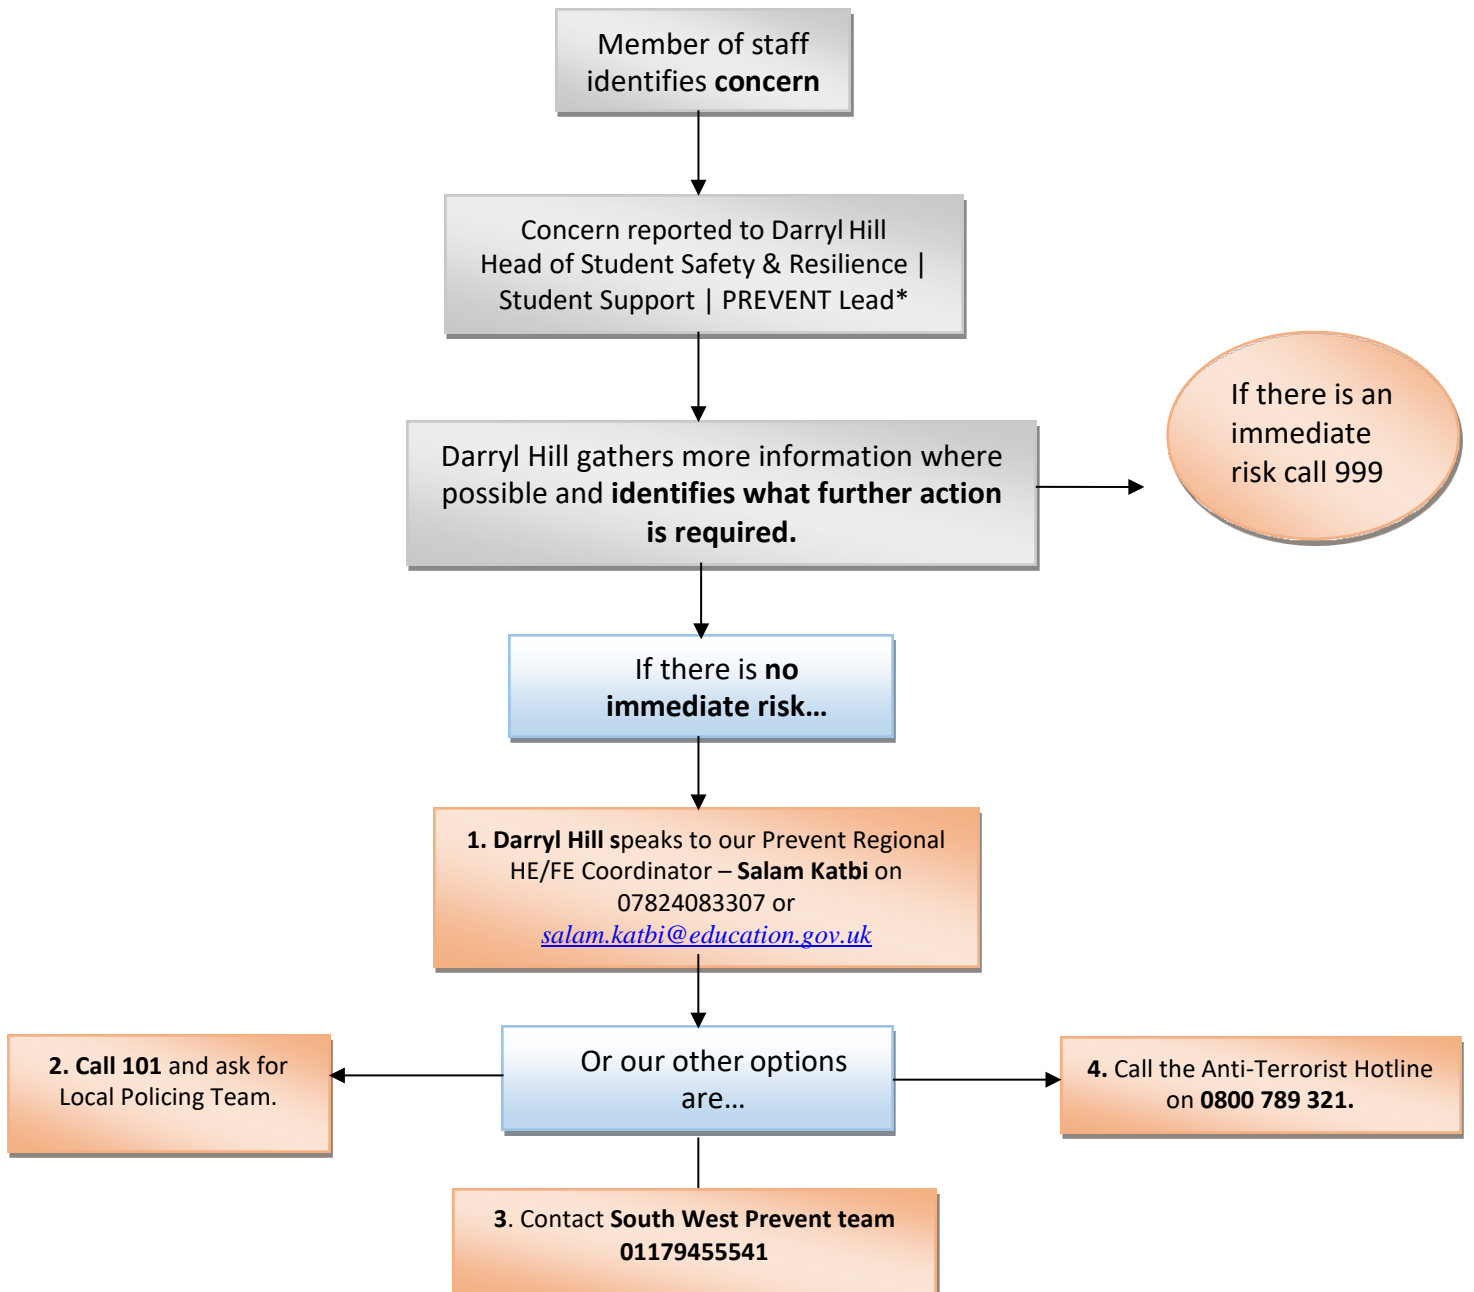 Member of staff
identifies concern
Concern reported to Darryl Hill
Head of Student Safety & Resilience |
Student Support | PREVENT Lead*
If there is an
immediate
risk call 999
Darryl Hill gathers more information where
possible and identifies what further action
is required.
If there is no
immediate risk…
1. Darryl Hill speaks to our Prevent Regional
HE/FE Coordinator – Salam Katbi on
07824083307 or
salam.katbi@education.gov.uk
2. Call 101 and ask for
Local Policing Team.
Or our other options
are…
4. Call the Anti-Terrorist Hotline
on 0800 789 321.
3. Contact South West Prevent team
01179455541